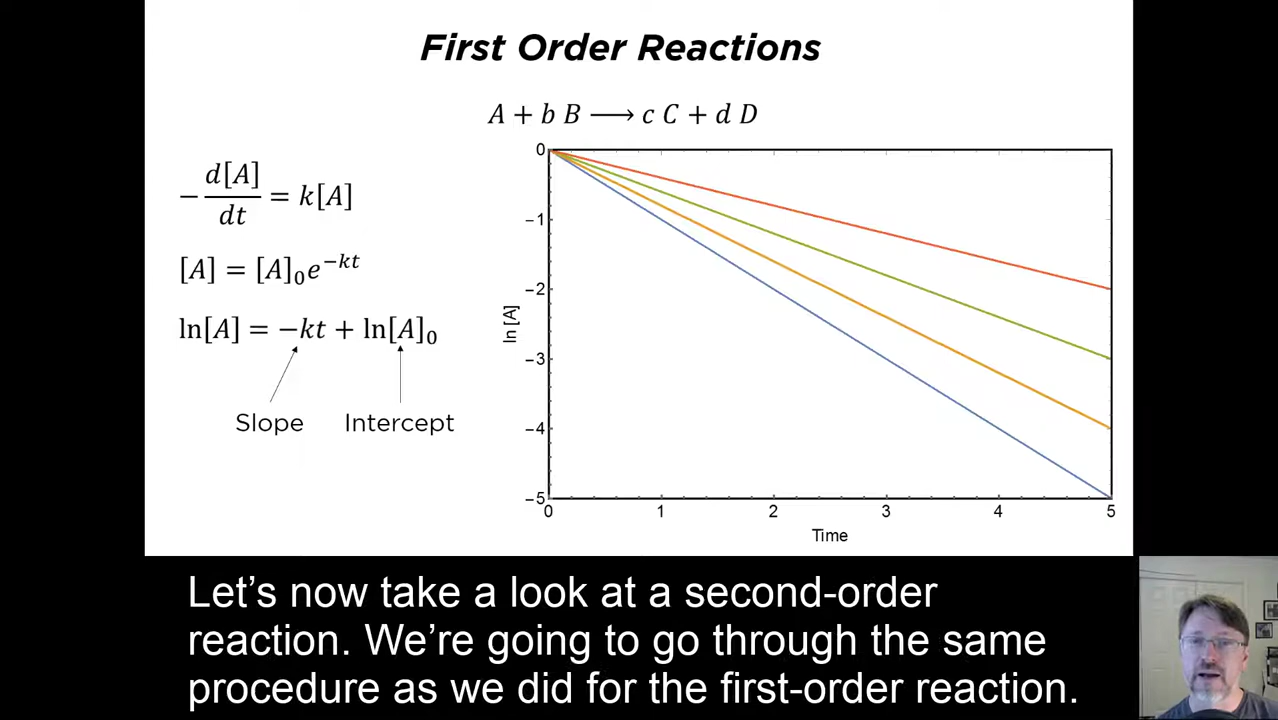 First Order Reactions
A + b B ⟶ c C + d D
− d[A]/dt = k[A]
[A] = [A]₀e^{−kt}
ln[A] = −kt + ln[A]₀
Slope
Intercept
0
−1
−2
−3
−4
−5
ln [A]
0 1 2 3 4 5
Time
Let’s now take a look at a second-order
reaction. We’re going to go through the same
procedure as we did for the first-order reaction.